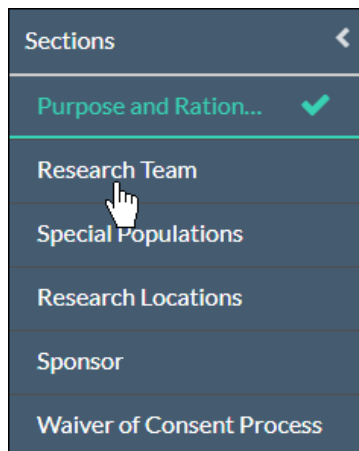 Sections
Purpose and Ration...
Research Team
Special Populations
Research Locations
Sponsor
Waiver of Consent Process